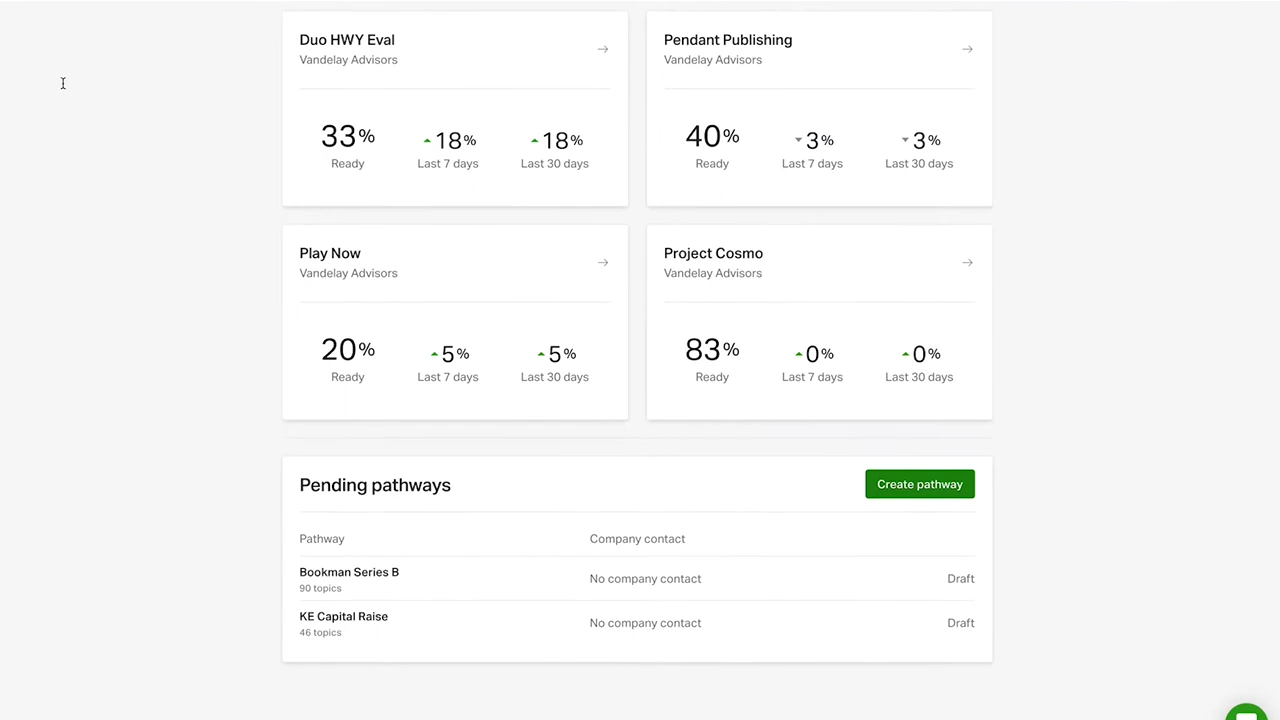 Duo HWY Eval
Vandelay Advisors
33%
Ready
18%
Last 7 days
18%
Last 30 days
Pendant Publishing
Vandelay Advisors
40%
Ready
3%
Last 7 days
3%
Last 30 days
Play Now
Vandelay Advisors
20%
Ready
5%
Last 7 days
5%
Last 30 days
Project Cosmo
Vandelay Advisors
83%
Ready
0%
Last 7 days
0%
Last 30 days
Pending pathways
Create pathway
Pathway Company contact
Bookman Series B
90 topics
No company contact
Draft
KE Capital Raise
46 topics
No company contact
Draft